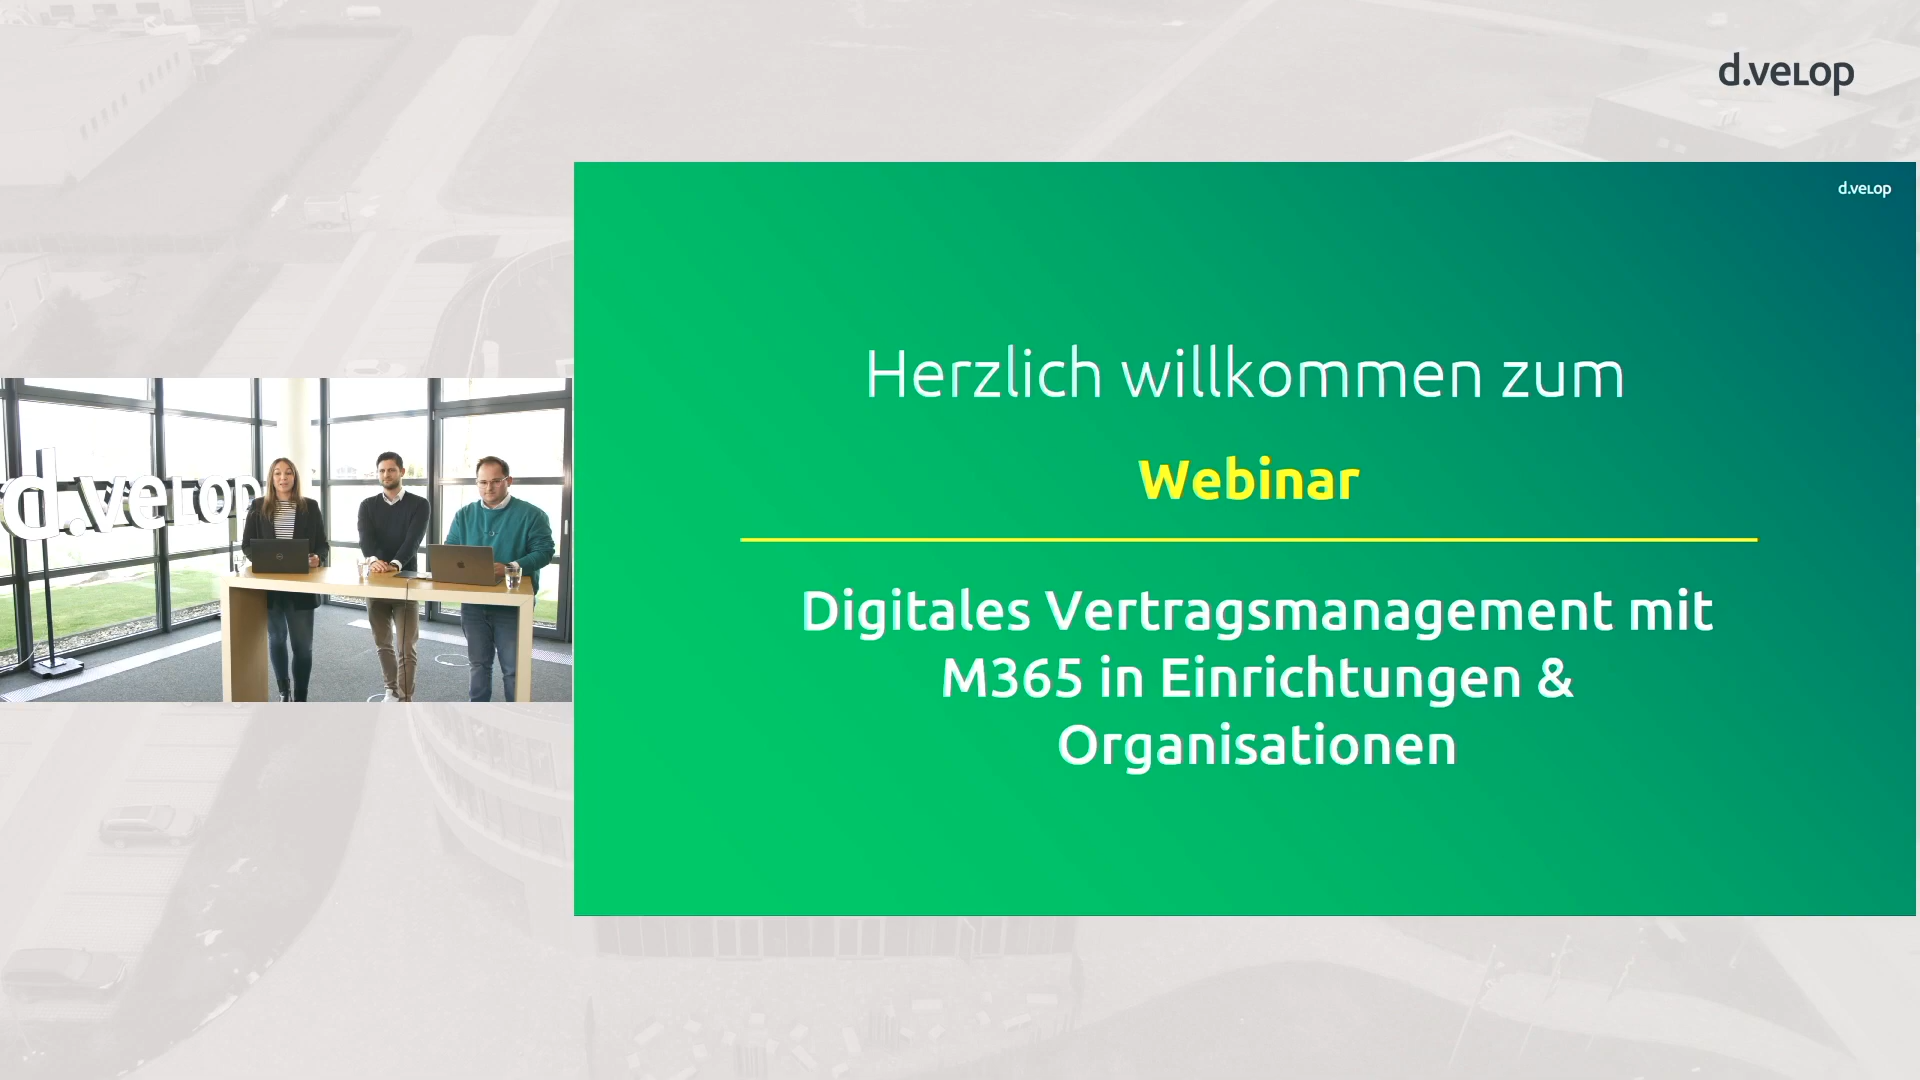 d.velop
d.velop
Herzlich willkommen zum
Webinar
Digitales Vertragsmanagement mit
M365 in Einrichtungen &
Organisationen
d.velop